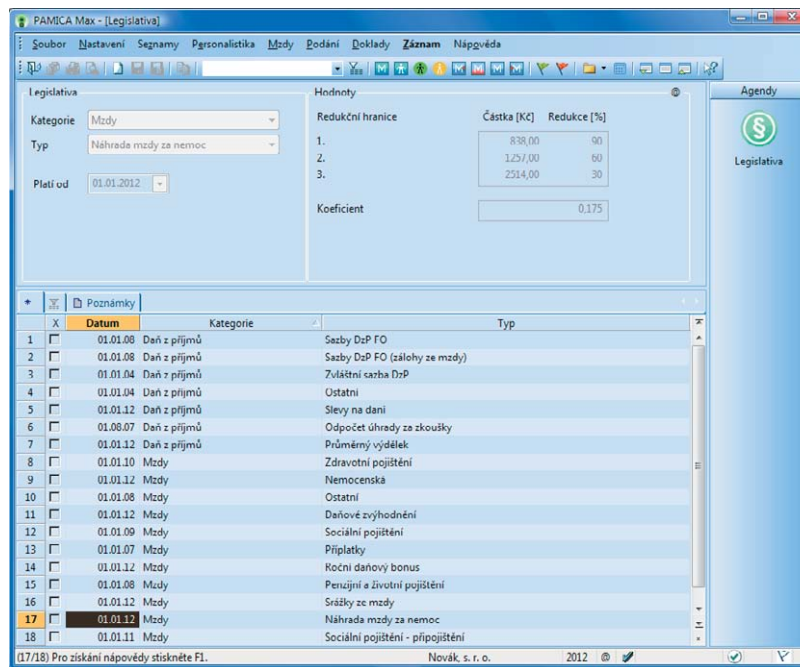 PAMICA Max - [Legislativa]
Soubor Nastavení Seznamy Personalistika Mzdy Podání Doklady Záznam Nápověda
Legislativa
Kategorie Mzdy
Typ Náhrada mzdy za nemoc
Platí od 01.01.2012
Hodnoty @
Redukční hranice Částka [Kč] Redukce [%]
1. 838,00 90
2. 1257,00 60
3. 2514,00 30
Koeficient 0,175
Agendy
Legislativa
* Poznámky
X Datum Kategorie Typ
1 01.01.08 Daň z příjmů Sazby DzP FO
2 01.01.08 Daň z příjmů Sazby DzP FO (zálohy ze mzdy)
3 01.01.04 Daň z příjmů Zvláštní sazba DzP
4 01.01.04 Daň z příjmů Ostatní
5 01.01.12 Daň z příjmů Slevy na dani
6 01.08.07 Daň z příjmů Odpočet úhrady za zkoušky
7 01.01.12 Daň z příjmů Průměrný výdělek
8 01.01.10 Mzdy Zdravotní pojištění
9 01.01.12 Mzdy Nemocenská
10 01.01.08 Mzdy Ostatní
11 01.01.12 Mzdy Daňové zvýhodnění
12 01.01.09 Mzdy Sociální pojištění
13 01.01.07 Mzdy Příplatky
14 01.01.12 Mzdy Roční daňový bonus
15 01.01.08 Mzdy Penzijní a životní pojištění
16 01.01.12 Mzdy Srážky ze mzdy
17 01.01.12 Mzdy Náhrada mzdy za nemoc
18 01.01.11 Mzdy Sociální pojištění - připojištění
(17/18) Pro získání nápovědy stiskněte F1. Novák, s. r. o. 2012 @